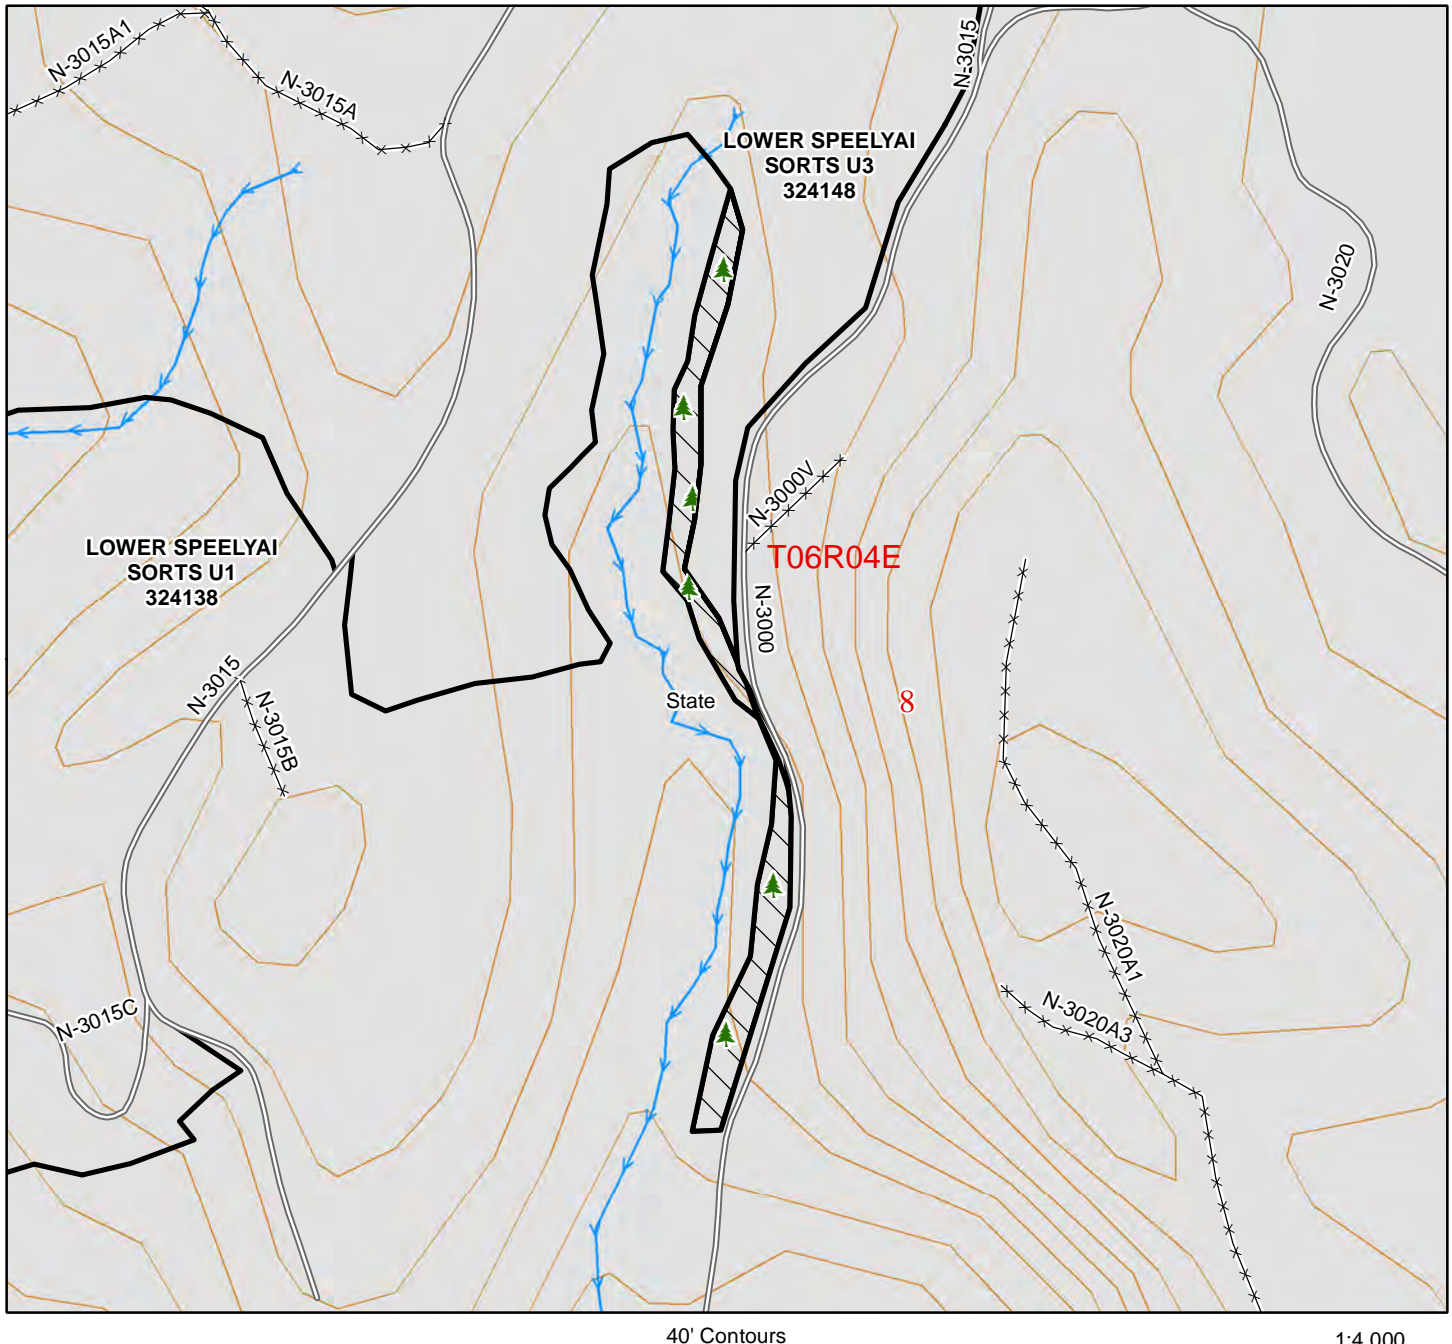 N-3015A1
N-3015A
N-3015
LOWER SPEELYAI
SORTS U3
324148
N-3020
N-3000V
T06R04E
LOWER SPEELYAI
SORTS U1
324138
N-3000
N-3015
N-3015B
State
8
N-3020A1
N-3015C
N-3020A3
40' Contours
1:4,000